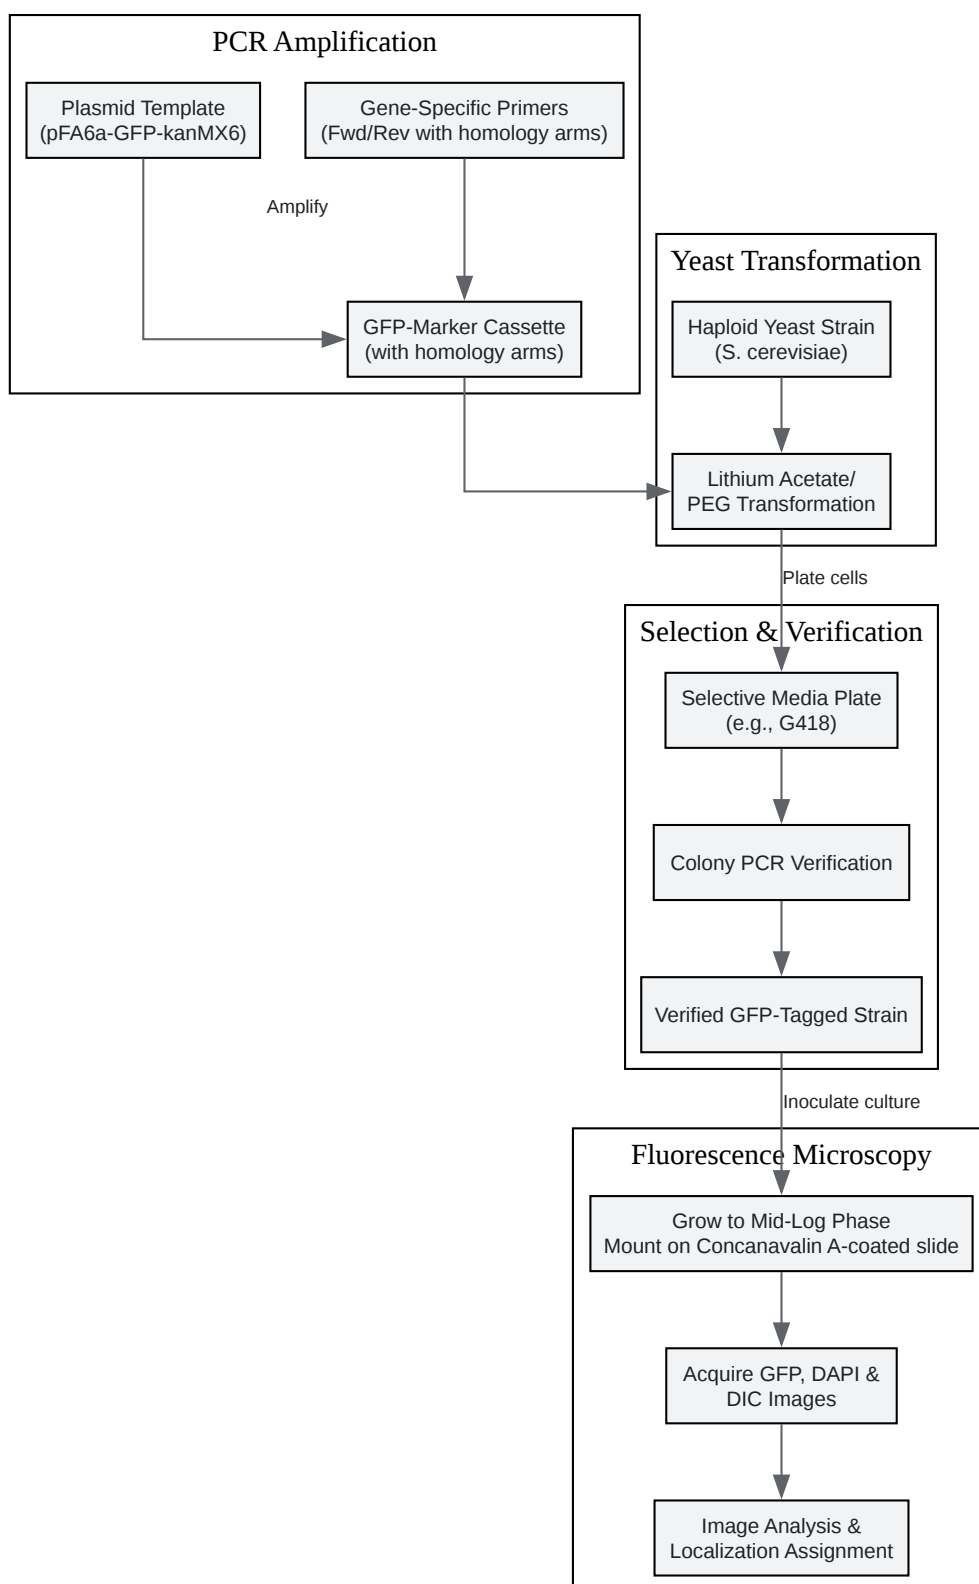 PCR Amplification
Plasmid Template
(pFA6a-GFP-kanMX6)
Gene-Specific Primers
(Fwd/Rev with homology arms)
Amplify
GFP-Marker Cassette
(with homology arms)
Yeast Transformation
Haploid Yeast Strain
(S. cerevisiae)
Lithium Acetate/
PEG Transformation
Plate cells
Selection & Verification
Selective Media Plate
(e.g., G418)
Colony PCR Verification
Verified GFP-Tagged Strain
Inoculate culture
Fluorescence Microscopy
Grow to Mid-Log Phase
Mount on Concanavalin A-coated slide
Acquire GFP, DAPI &
DIC Images
Image Analysis &
Localization Assignment